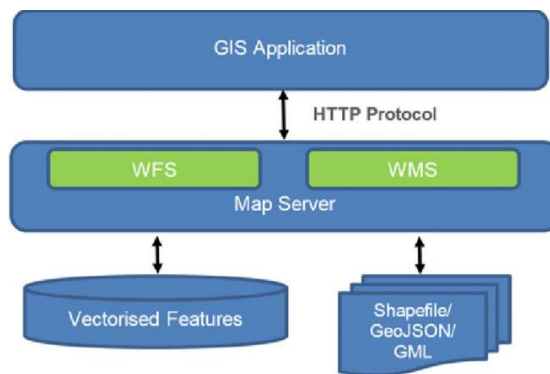 GIS Application
HTTP Protocol
WFS
WMS
Map Server
Vectorised Features
Shapefile/
GeoJSON/
GML